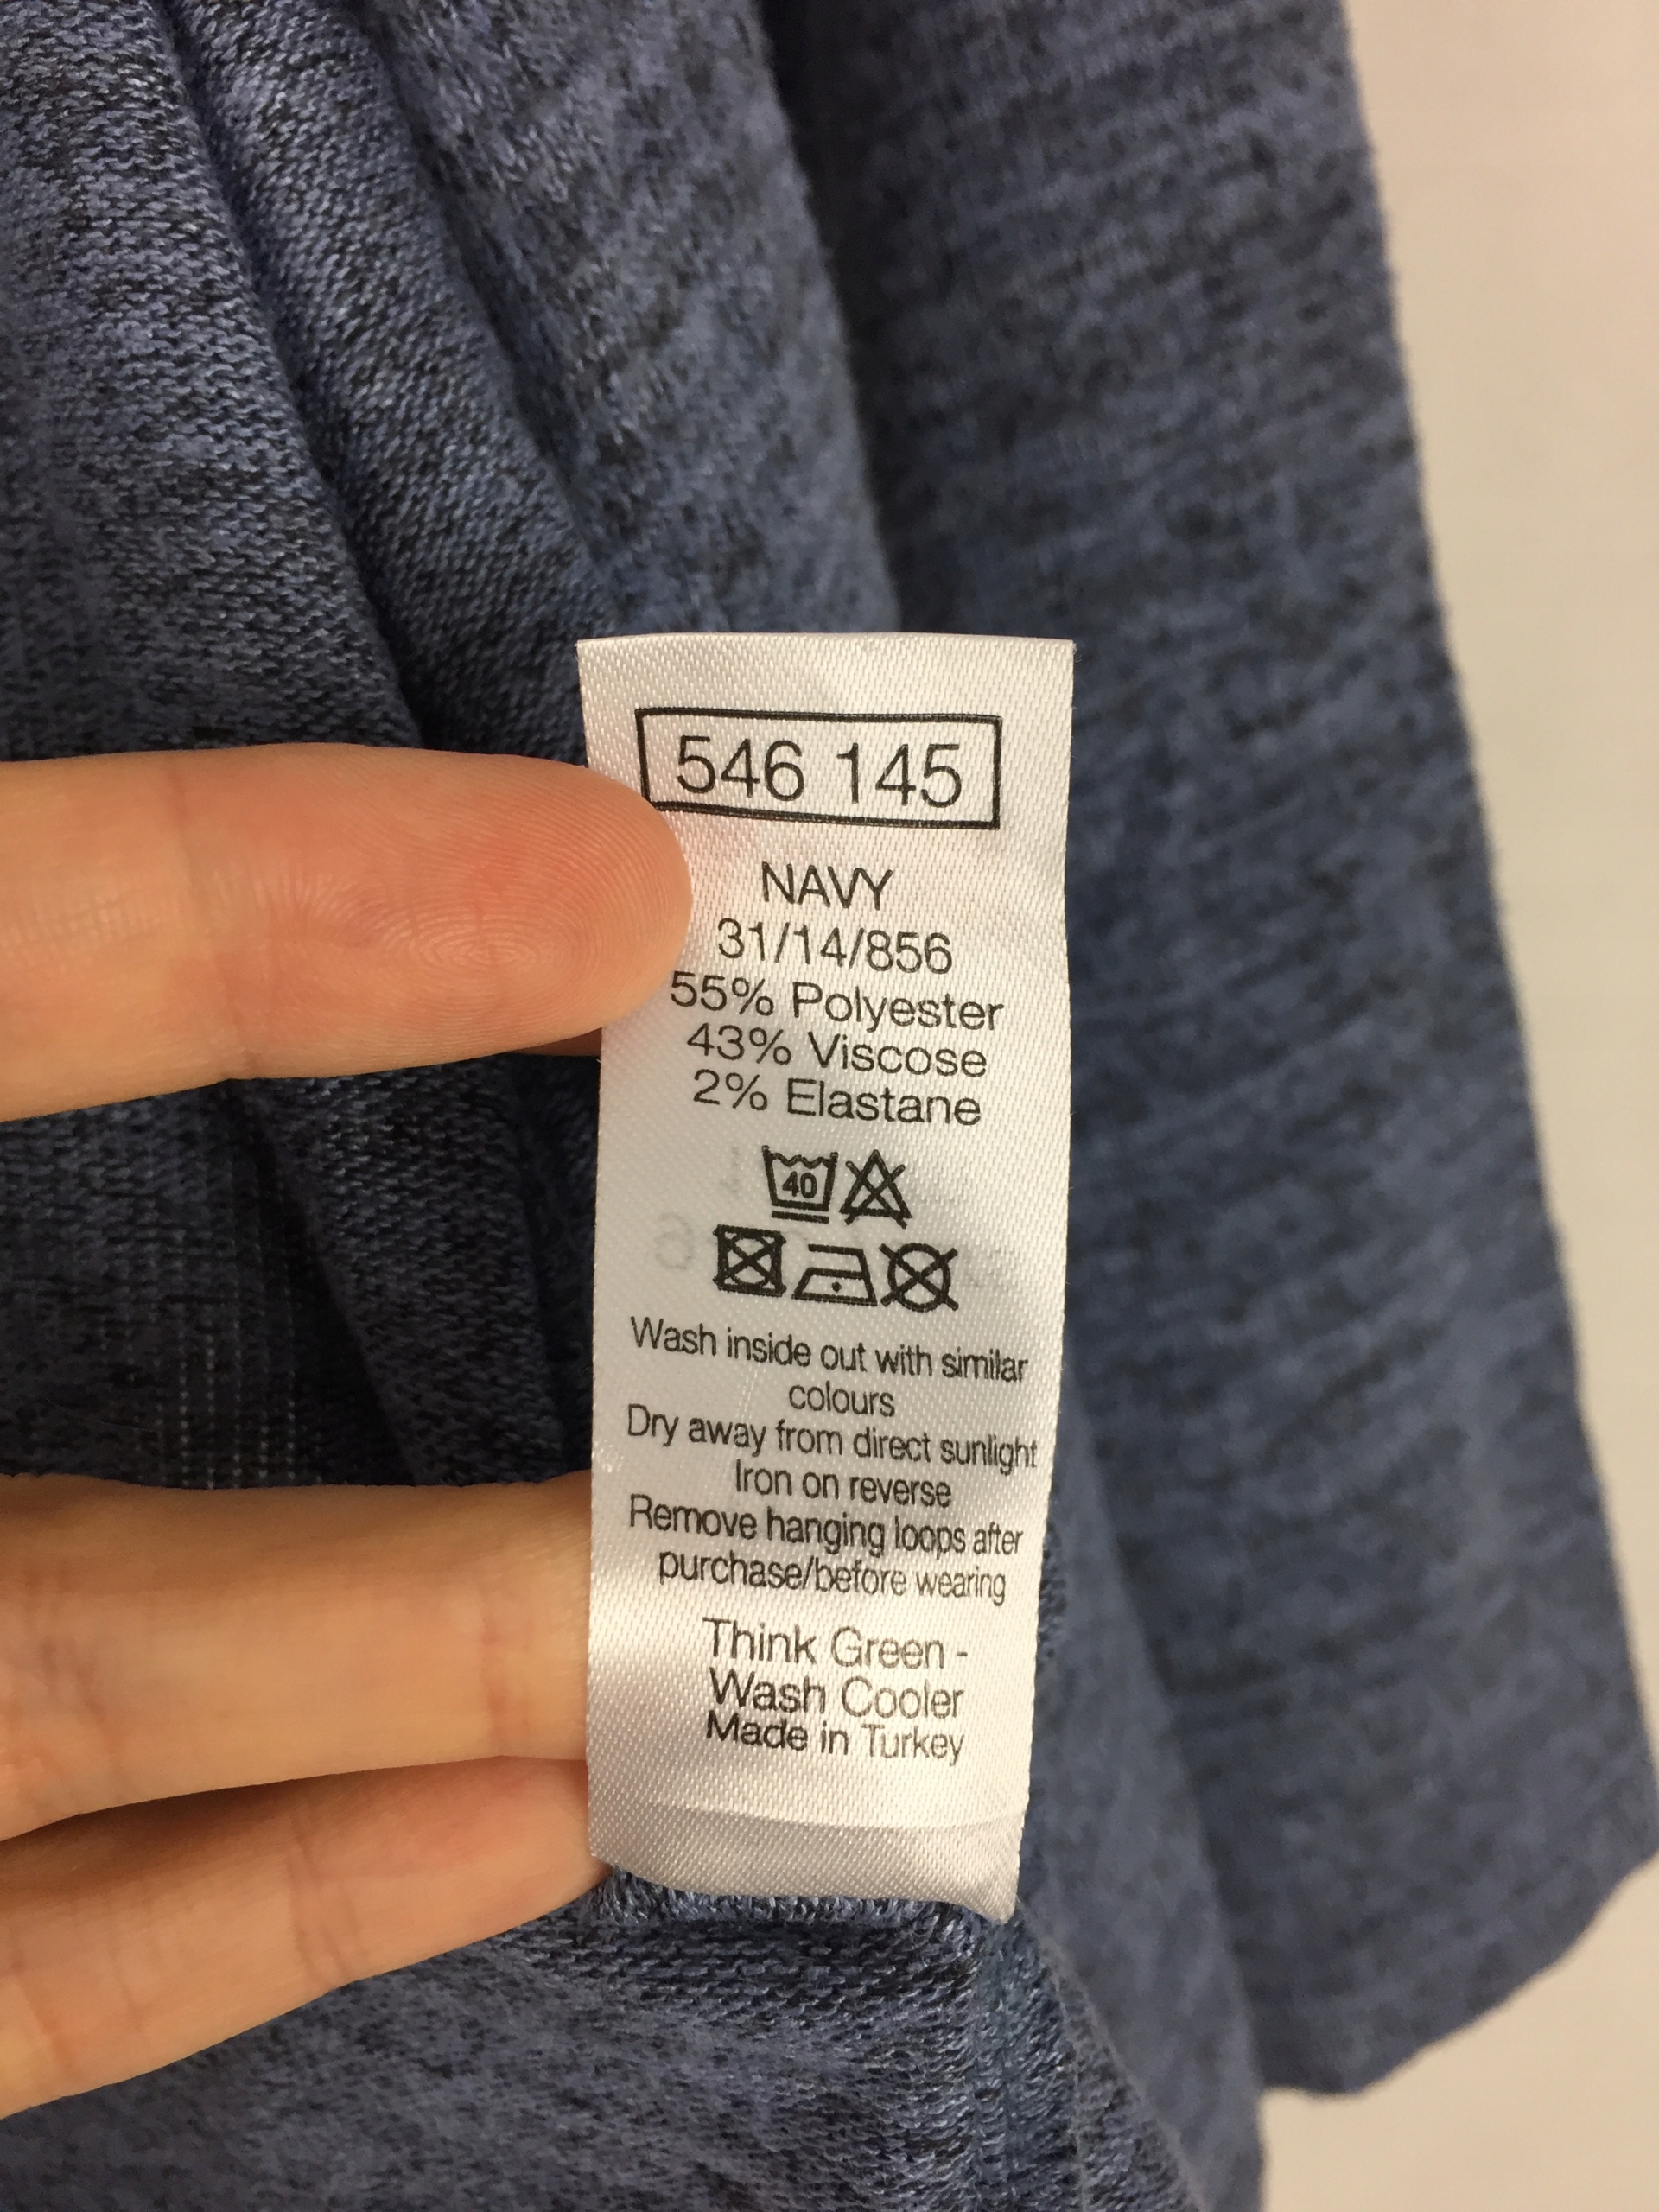 546 145
NAVY
31/14/856
55% Polyester
43% Viscose
2% Elastane
40
Wash inside out with similar
colours
Dry away from direct sunlight
Iron on reverse
Remove hanging loops after
purchase/before wearing
Think Green -
Wash Cooler
Made in Turkey